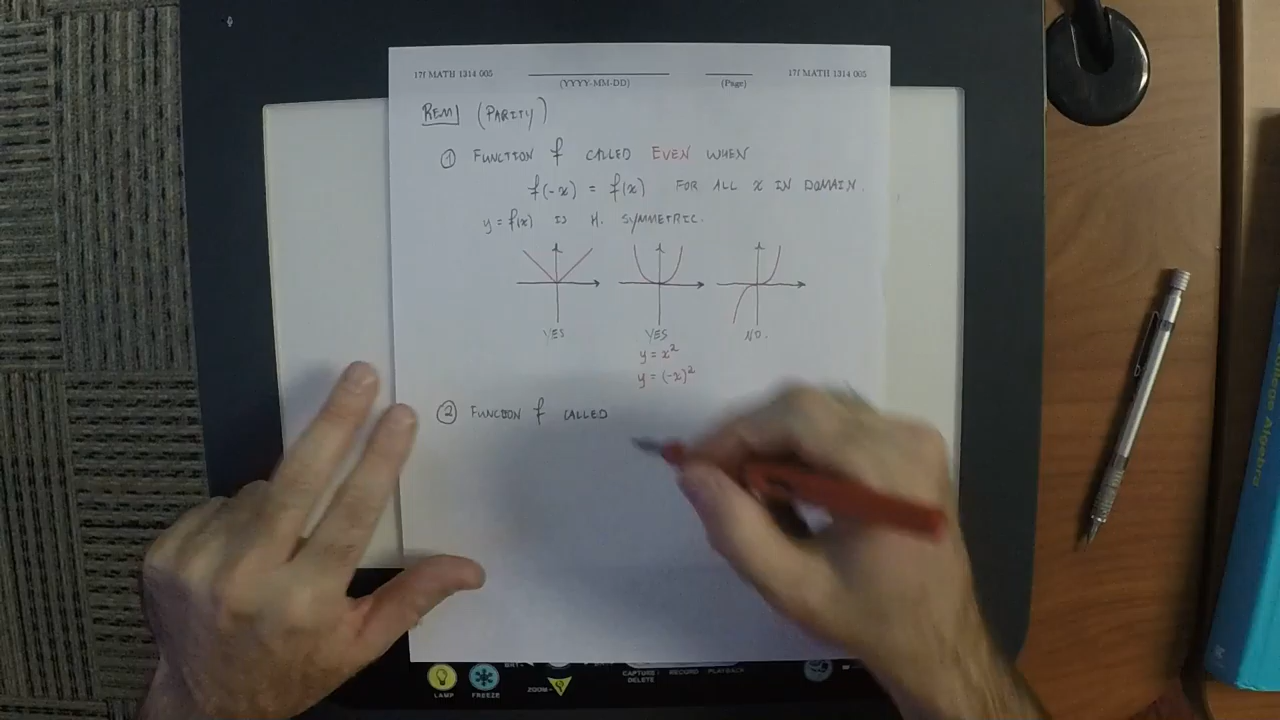 17f MATH 1314 005
(YYYY-MM-DD)
(Page)
17f MATH 1314 005
REM (PARITY)
① FUNCTION f CALLED EVEN WHEN
f(-x) = f(x) FOR ALL x IN DOMAIN.
y = f(x) IS H. SYMMETRIC.
YES YES NO.
y = x²
y = (-x)²
② FUNCTION f CALLED
LAMP
FREEZE
ZOOM
CAPTURE/ RECORD PLAYBACK
DELETE
College Algebra